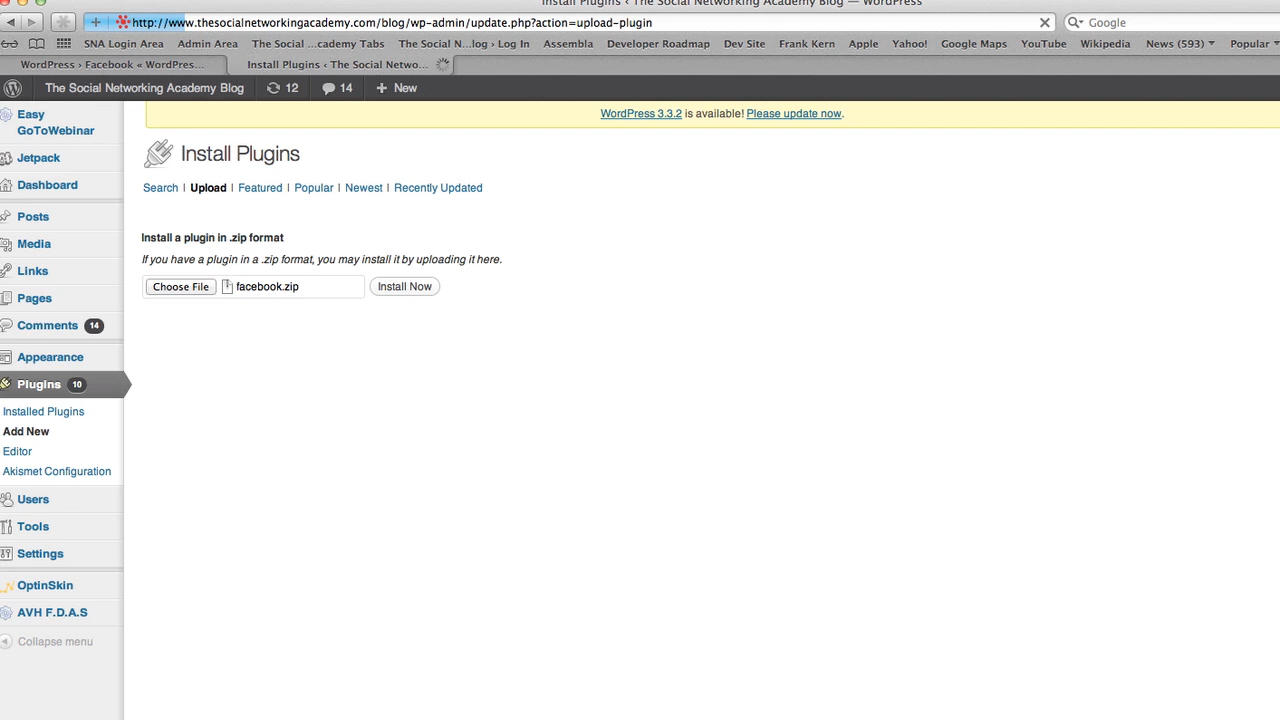 Install Plugins ‹ The Social Networking Academy Blog — WordPress
http://www.thesocialnetworkingacademy.com/blog/wp-admin/update.php?action=upload-plugin
Google
SNA Login Area Admin Area The Social ...cademy Tabs The Social N...log › Log In Assembla Developer Roadmap Dev Site Frank Kern Apple Yahoo! Google Maps YouTube Wikipedia News (593) Popular
WordPress › Facebook « WordPres... Install Plugins ‹ The Social Netwo...
The Social Networking Academy Blog 12 14 + New
WordPress 3.3.2 is available! Please update now.
Easy
GoToWebinar
Jetpack
Dashboard
Posts
Media
Links
Pages
Comments 14
Appearance
Plugins 10
Installed Plugins
Add New
Editor
Akismet Configuration
Users
Tools
Settings
OptinSkin
AVH F.D.A.S
Collapse menu
Install Plugins
Search | Upload | Featured | Popular | Newest | Recently Updated
Install a plugin in .zip format
If you have a plugin in a .zip format, you may install it by uploading it here.
Choose File facebook.zip Install Now